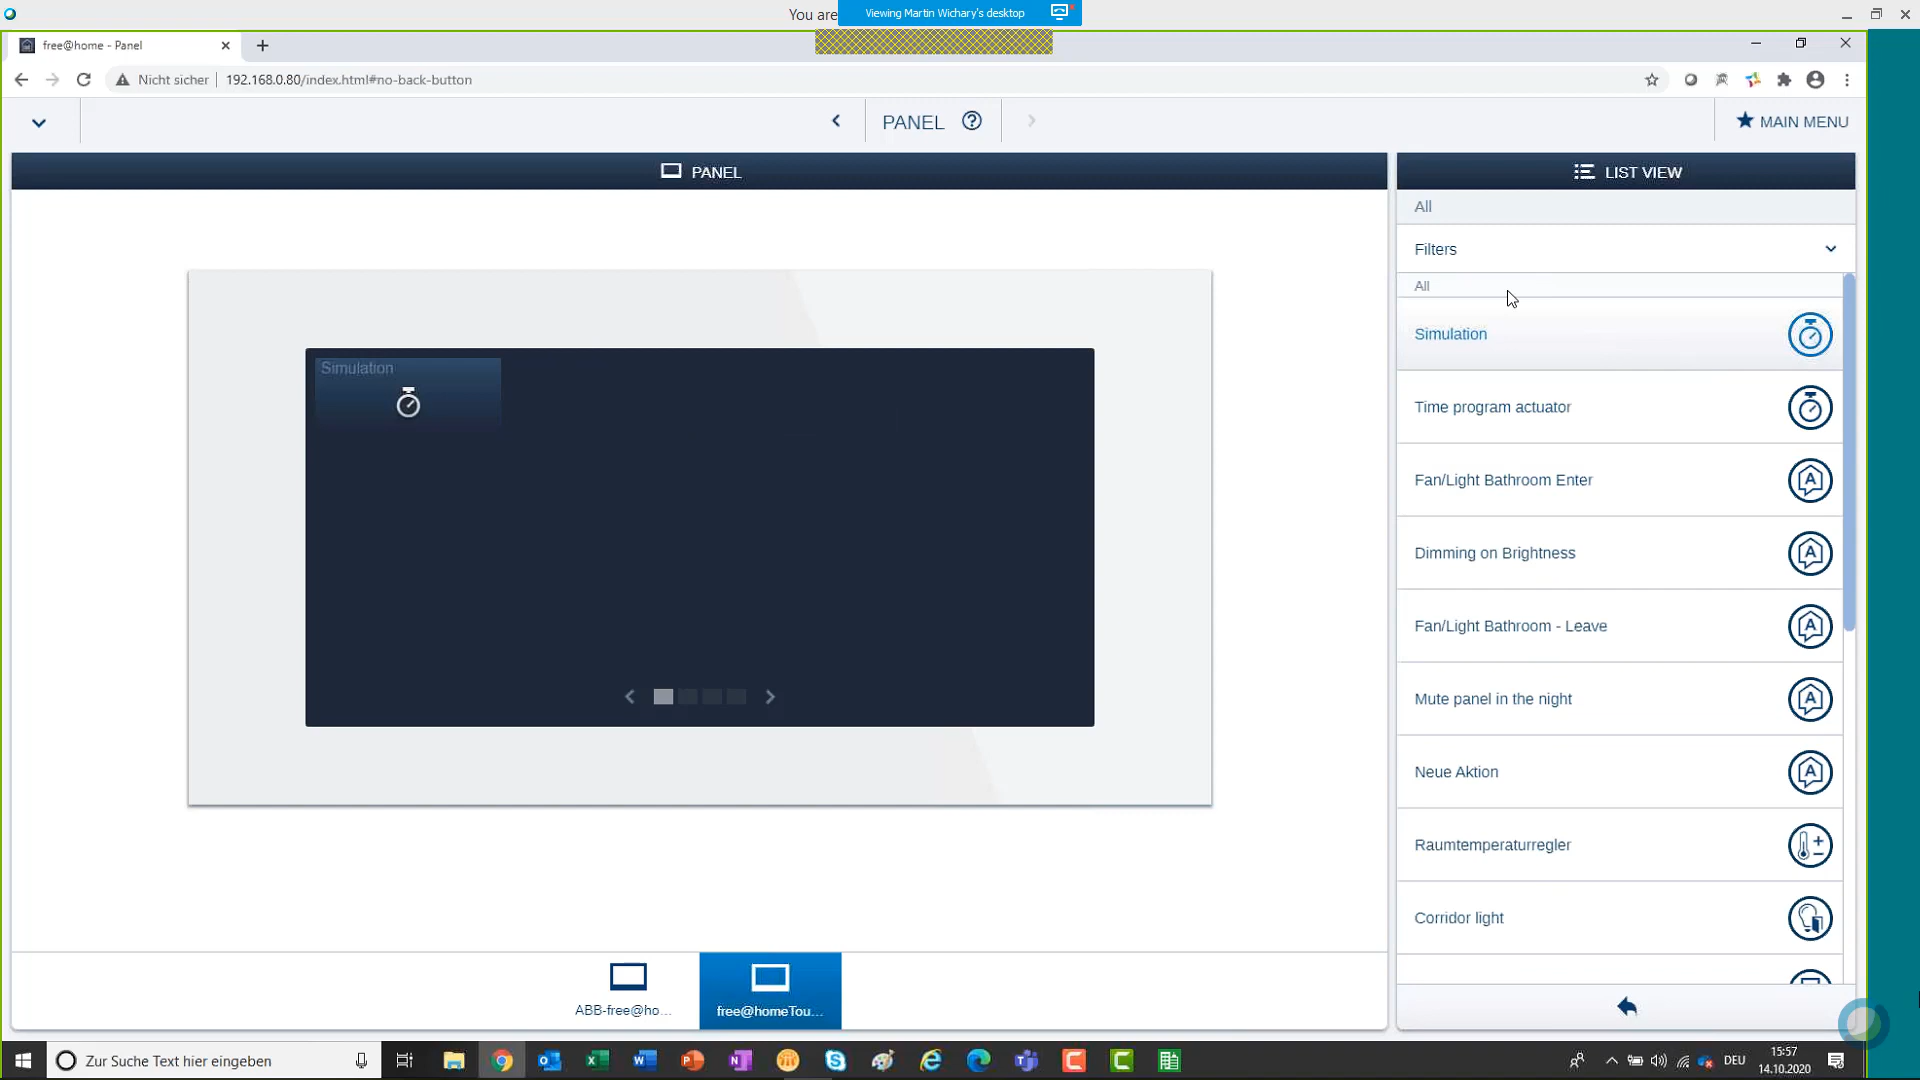 You are
Viewing Martin Wichary's desktop
free@home - Panel
Nicht sicher
192.168.0.80/index.html#no-back-button
PANEL
MAIN MENU
PANEL
LIST VIEW
All
Filters
All
Simulation
Simulation
Time program actuator
Fan/Light Bathroom Enter
Dimming on Brightness
Fan/Light Bathroom - Leave
Mute panel in the night
Neue Aktion
Raumtemperaturregler
Corridor light
ABB-free@ho...
free@homeTou...
Zur Suche Text hier eingeben
DEU
15:57
14.10.2020